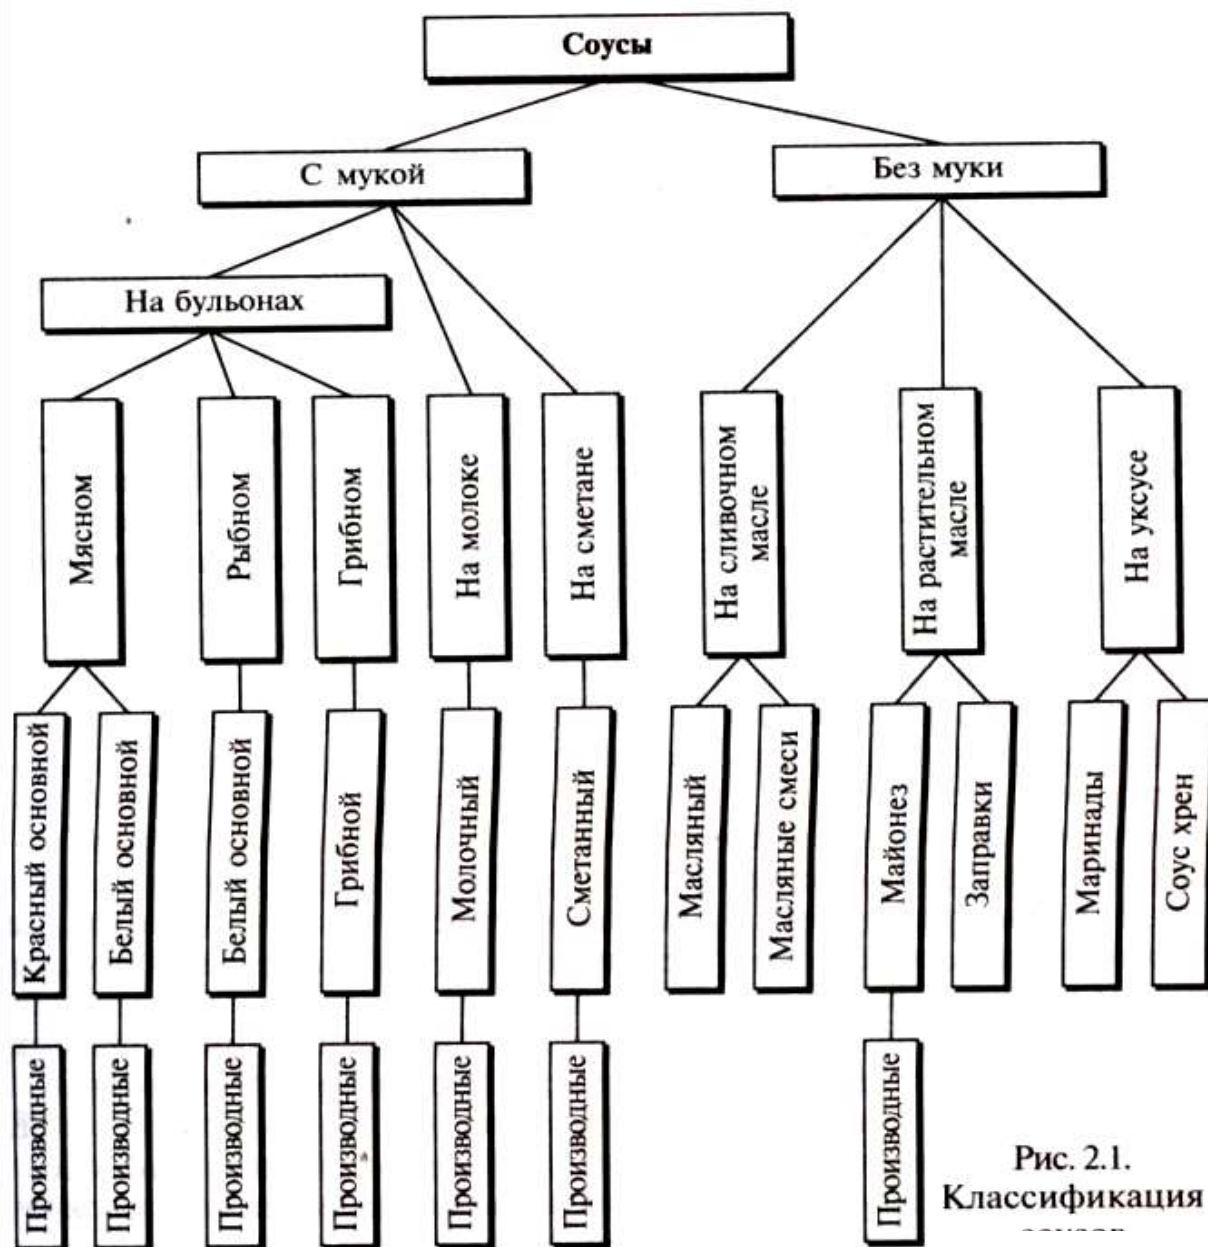 Соусы
С мукой
Без муки
На бульонах
Мясном
Рыбном
Грибном
На молоке
На сметане
На сливочном
масле
На растительном
масле
На уксусе
Красный основной
Белый основной
Белый основной
Грибной
Молочный
Сметанный
Масляный
Масляные смеси
Майонез
Заправки
Маринады
Соус хрен
Производные
Производные
Производные
Производные
Производные
Производные
Производные
Рис. 2.1.
Классификация